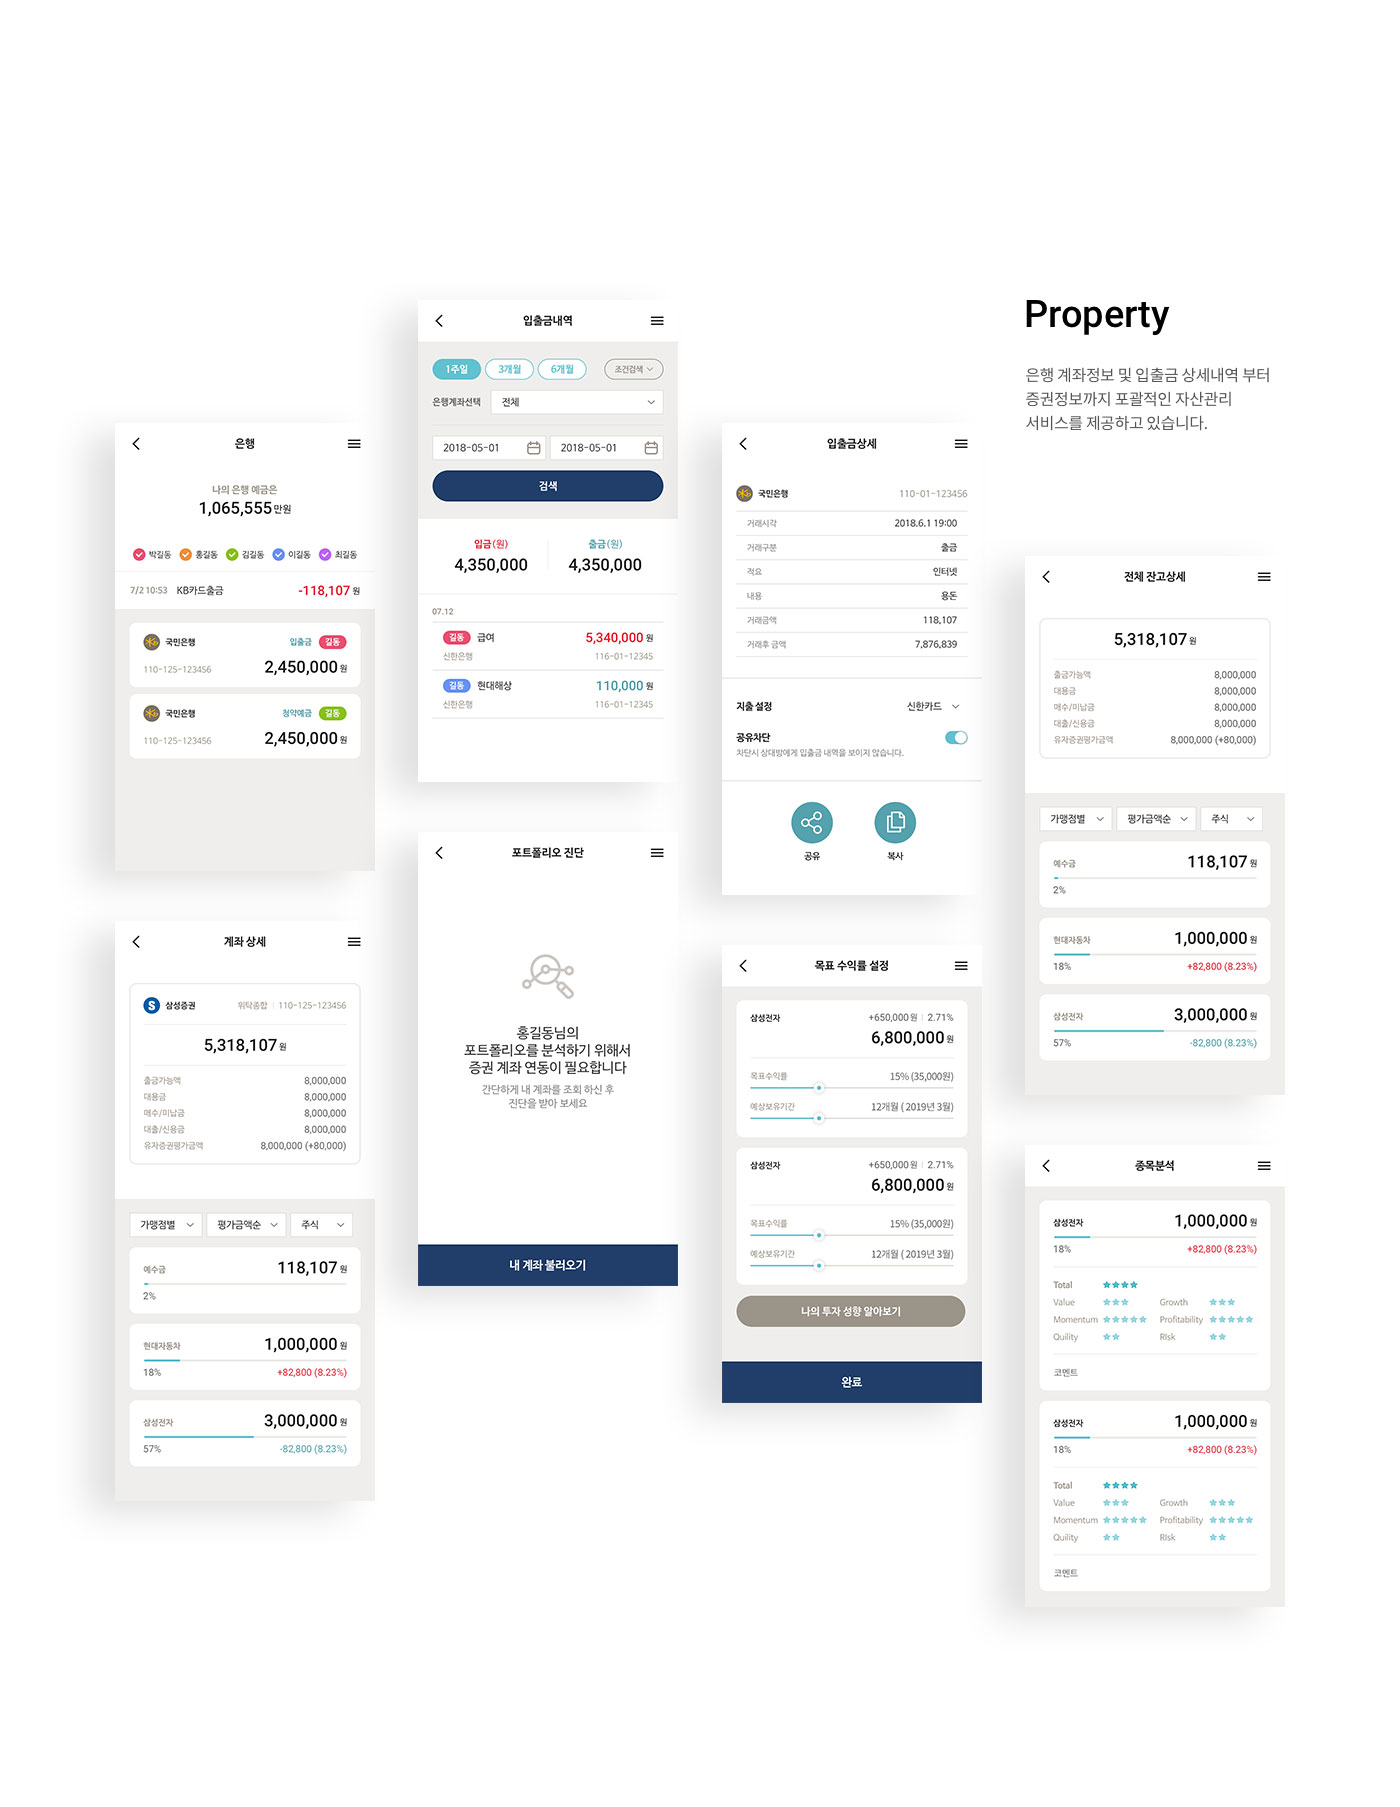 Property
은행 계좌정보 및 입출금 상세내역 부터
증권정보까지 포괄적인 자산관리
서비스를 제공하고 있습니다.
은행
나의 은행 예금은
1,065,555만원
박길동 홍길동 김길동 이길동 최길동
7/2 10:53 KB카드출금 -118,107 원
국민은행 입출금 길동
110-125-123456 2,450,000 원
국민은행 청약예금 길동
110-125-123456 2,450,000 원
계좌 상세
S 삼성증권 위탁종합 | 110-125-123456
5,318,107 원
출금가능액 8,000,000
대용금 8,000,000
매수/미납금 8,000,000
대출/신용금 8,000,000
유자증권평가금액 8,000,000 (+80,000)
가맹점별 평가금액순 주식
예수금 118,107 원
2%
현대자동차 1,000,000 원
18% +82,800 (8.23%)
삼성전자 3,000,000 원
57% -82,800 (8.23%)
입출금내역
1주일 3개월 6개월 조건검색
은행계좌선택 전체
2018-05-01 2018-05-01
검색
입금(원) 출금(원)
4,350,000 4,350,000
07.12
길동 급여 5,340,000 원
신한은행 116-01-12345
길동 현대해상 110,000 원
신한은행 116-01-12345
포트폴리오 진단
홍길동님의
포트폴리오를 분석하기 위해서
증권 계좌 연동이 필요합니다
간단하게 내 계좌를 조회 하신 후
진단을 받아 보세요
내 계좌 불러오기
입출금상세
국민은행 110-01-123456
거래시각 2018.6.1 19:00
거래구분 출금
적요 인터넷
내용 용돈
거래금액 118,107
거래후 금액 7,876,839
지출 설정 신한카드
공유차단
차단시 상대방에게 입출금 내역을 보이지 않습니다.
공유 복사
목표 수익률 설정
삼성전자 +650,000 원 | 2.71%
6,800,000 원
목표수익률 15% (35,000원)
예상보유기간 12개월 ( 2019년 3월)
삼성전자 +650,000 원 | 2.71%
6,800,000 원
목표수익률 15% (35,000원)
예상보유기간 12개월 ( 2019년 3월)
나의 투자 성향 알아보기
완료
전체 잔고상세
5,318,107 원
출금가능액 8,000,000
대용금 8,000,000
매수/미납금 8,000,000
대출/신용금 8,000,000
유자증권평가금액 8,000,000 (+80,000)
가맹점별 평가금액순 주식
예수금 118,107 원
2%
현대자동차 1,000,000 원
18% +82,800 (8.23%)
삼성전자 3,000,000 원
57% -82,800 (8.23%)
종목분석
삼성전자 1,000,000 원
18% +82,800 (8.23%)
Total
Value Growth
Momentum Profitability
Quility RIsk
코멘트
삼성전자 1,000,000 원
18% +82,800 (8.23%)
Total
Value Growth
Momentum Profitability
Quility RIsk
코멘트